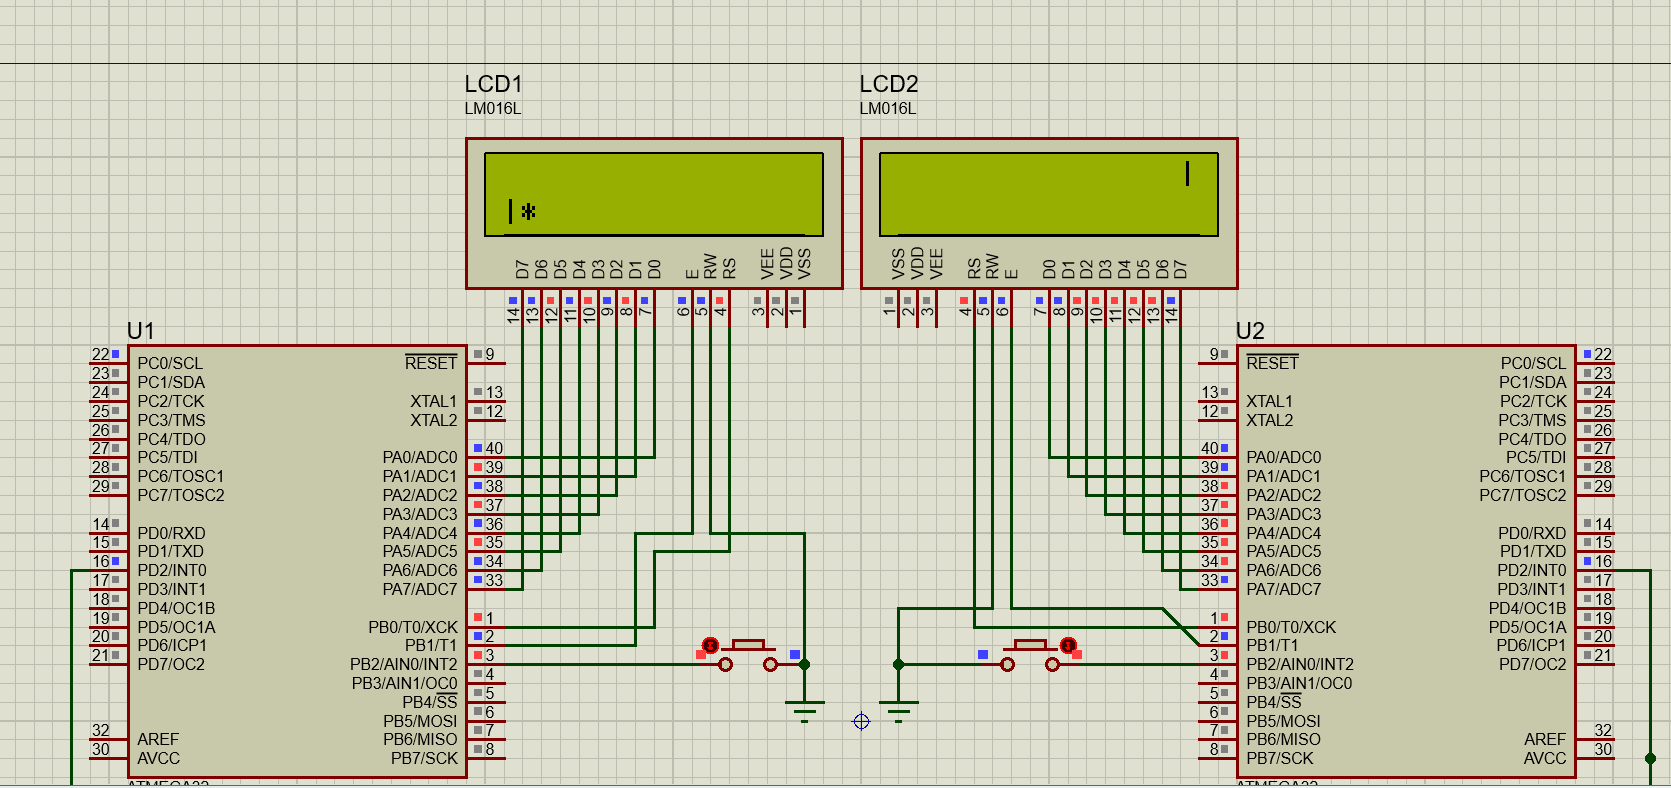 LCD1
LM016L
LCD2
LM016L
|*
|
D7 D6 D5 D4 D3 D2 D1 D0 E RW RS VEE VDD VSS
14 13 12 11 10 9 8 7 6 5 4 3 2 1
VSS VDD VEE RS RW E D0 D1 D2 D3 D4 D5 D6 D7
1 2 3 4 5 6 7 8 9 10 11 12 13 14
U1
22 PC0/SCL RESET 9
23 PC1/SDA
24 PC2/TCK XTAL1 13
25 PC3/TMS XTAL2 12
26 PC4/TDO
27 PC5/TDI PA0/ADC0 40
28 PC6/TOSC1 PA1/ADC1 39
29 PC7/TOSC2 PA2/ADC2 38
PA3/ADC3 37
14 PD0/RXD PA4/ADC4 36
15 PD1/TXD PA5/ADC5 35
16 PD2/INT0 PA6/ADC6 34
17 PD3/INT1 PA7/ADC7 33
18 PD4/OC1B
19 PD5/OC1A PB0/T0/XCK 1
20 PD6/ICP1 PB1/T1 2
21 PD7/OC2 PB2/AIN0/INT2 3
PB3/AIN1/OC0 4
PB4/SS 5
PB5/MOSI 6
32 AREF PB6/MISO 7
30 AVCC PB7/SCK 8
ATMEGA32
U2
9 RESET PC0/SCL 22
PC1/SDA 23
13 XTAL1 PC2/TCK 24
12 XTAL2 PC3/TMS 25
PC4/TDO 26
40 PA0/ADC0 PC5/TDI 27
39 PA1/ADC1 PC6/TOSC1 28
38 PA2/ADC2 PC7/TOSC2 29
37 PA3/ADC3
36 PA4/ADC4 PD0/RXD 14
35 PA5/ADC5 PD1/TXD 15
34 PA6/ADC6 PD2/INT0 16
33 PA7/ADC7 PD3/INT1 17
PD4/OC1B 18
1 PB0/T0/XCK PD5/OC1A 19
2 PB1/T1 PD6/ICP1 20
3 PB2/AIN0/INT2 PD7/OC2 21
4 PB3/AIN1/OC0
5 PB4/SS
6 PB5/MOSI
7 PB6/MISO AREF 32
8 PB7/SCK AVCC 30
ATMEGA32